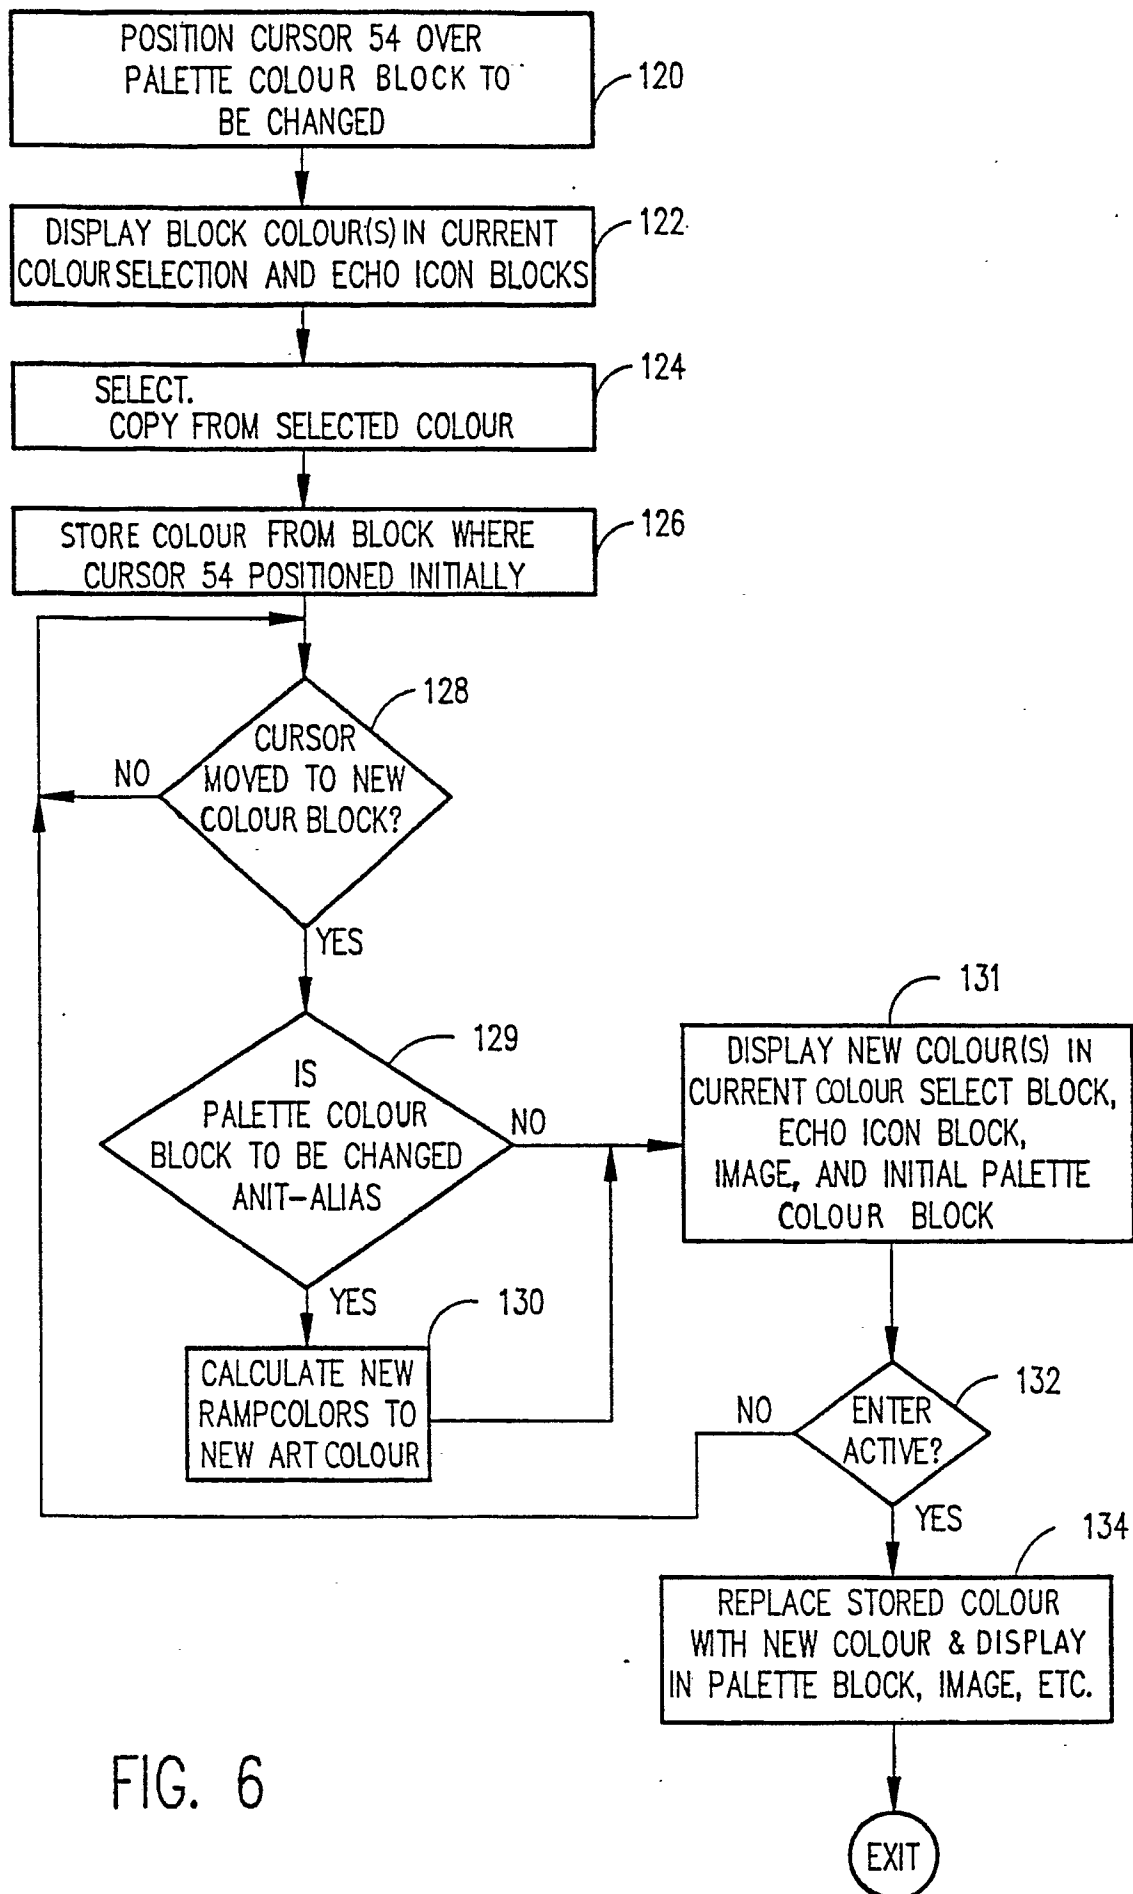 POSITION CURSOR 54 OVER
PALETTE COLOUR BLOCK TO
BE CHANGED
120
DISPLAY BLOCK COLOUR(S) IN CURRENT
COLOUR SELECTION AND ECHO ICON BLOCKS
122
SELECT.
COPY FROM SELECTED COLOUR
124
STORE COLOUR FROM BLOCK WHERE
CURSOR 54 POSITIONED INITIALLY
126
128
CURSOR
MOVED TO NEW
COLOUR BLOCK?
NO
YES
129
IS
PALETTE COLOUR
BLOCK TO BE CHANGED
ANIT-ALIAS
NO
YES
130
CALCULATE NEW
RAMPCOLORS TO
NEW ART COLOUR
131
DISPLAY NEW COLOUR(S) IN
CURRENT COLOUR SELECT BLOCK,
ECHO ICON BLOCK,
IMAGE, AND INITIAL PALETTE
COLOUR BLOCK
132
ENTER
ACTIVE?
NO
YES
134
REPLACE STORED COLOUR
WITH NEW COLOUR & DISPLAY
IN PALETTE BLOCK, IMAGE, ETC.
EXIT
FIG. 6